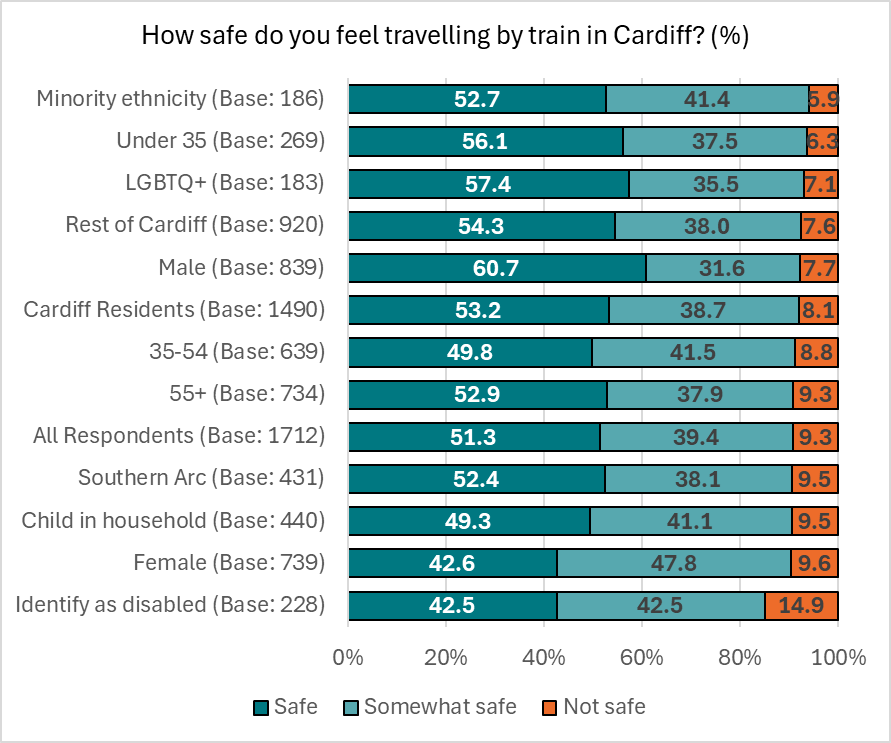 How safe do you feel travelling by train in Cardiff? (%)
Minority ethnicity (Base: 186) 52.7 41.4 5.9
Under 35 (Base: 269) 56.1 37.5 6.3
LGBTQ+ (Base: 183) 57.4 35.5 7.1
Rest of Cardiff (Base: 920) 54.3 38.0 7.6
Male (Base: 839) 60.7 31.6 7.7
Cardiff Residents (Base: 1490) 53.2 38.7 8.1
35-54 (Base: 639) 49.8 41.5 8.8
55+ (Base: 734) 52.9 37.9 9.3
All Respondents (Base: 1712) 51.3 39.4 9.3
Southern Arc (Base: 431) 52.4 38.1 9.5
Child in household (Base: 440) 49.3 41.1 9.5
Female (Base: 739) 42.6 47.8 9.6
Identify as disabled (Base: 228) 42.5 42.5 14.9
0% 20% 40% 60% 80% 100%
Safe Somewhat safe Not safe